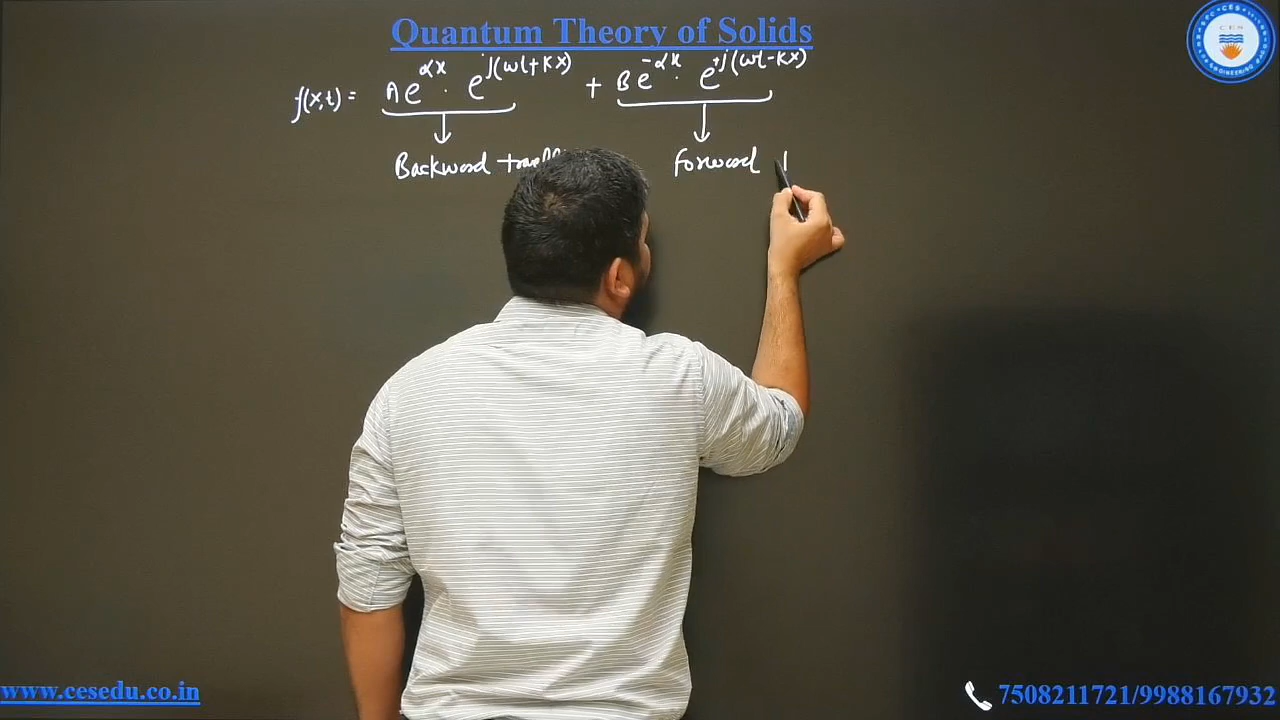 Quantum Theory of Solids
f(x,t) = Ae^αx · e^j(ωt+kx) + Be^-αx · e^+j(ωt-kx)
Backward Forward
CES
www.cesedu.co.in
7508211721/9988167932